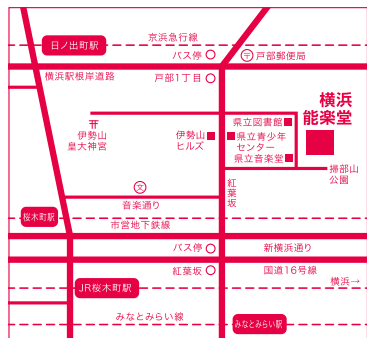 京浜急行線
日ノ出町駅
バス停
〒戸部郵便局
横浜駅根岸道路
戸部1丁目
横浜
能楽堂
県立図書館
伊勢山
皇大神宮
伊勢山
ヒルズ
県立青少年
センター
県立音楽堂
掃部山
公園
紅葉坂
文
音楽通り
桜木町駅
市営地下鉄線
バス停
新横浜通り
紅葉坂
国道16号線
横浜→
JR桜木町駅
みなとみらい線
みなとみらい駅